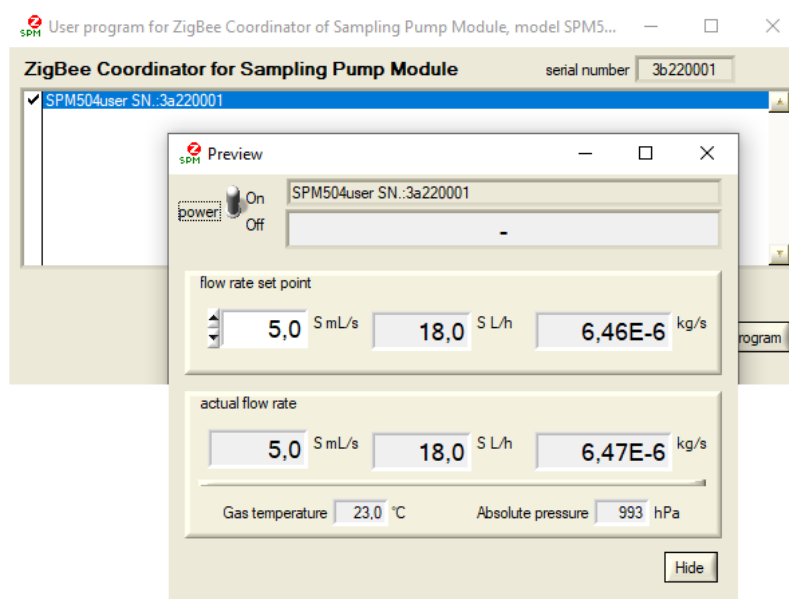 User program for ZigBee Coordinator of Sampling Pump Module, model SPM5...
ZigBee Coordinator for Sampling Pump Module serial number 3b220001
SPM504user SN.:3a220001
Z SPM Preview
power On SPM504user SN.:3a220001
Off -
flow rate set point
5,0 S mL/s 18,0 S L/h 6,46E-6 kg/s
rogram
actual flow rate
5,0 S mL/s 18,0 S L/h 6,47E-6 kg/s
Gas temperature 23,0 °C Absolute pressure 993 hPa
Hide